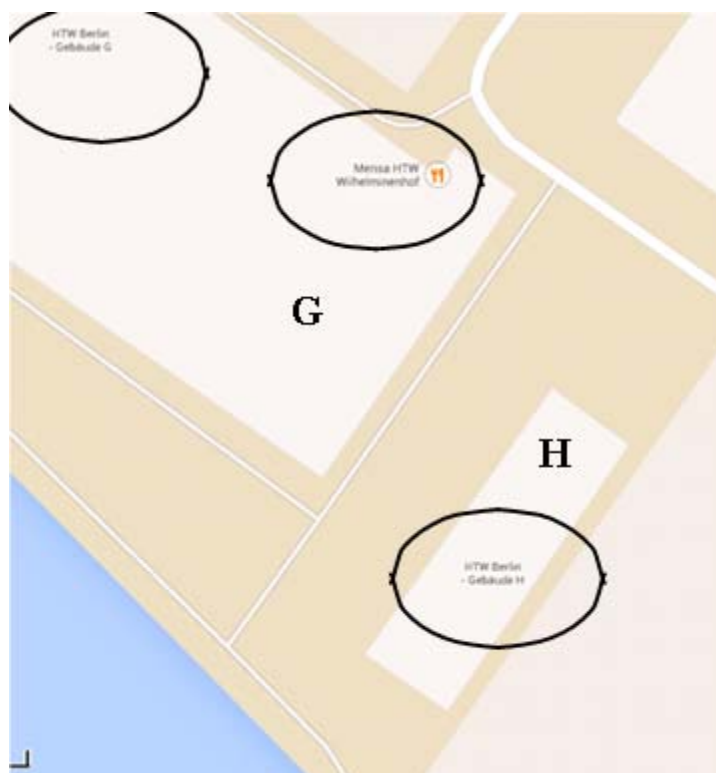 HTW Berlin
- Gebäude G
Mensa HTW
Wilhelminenhof
G
H
HTW Berlin
- Gebäude H